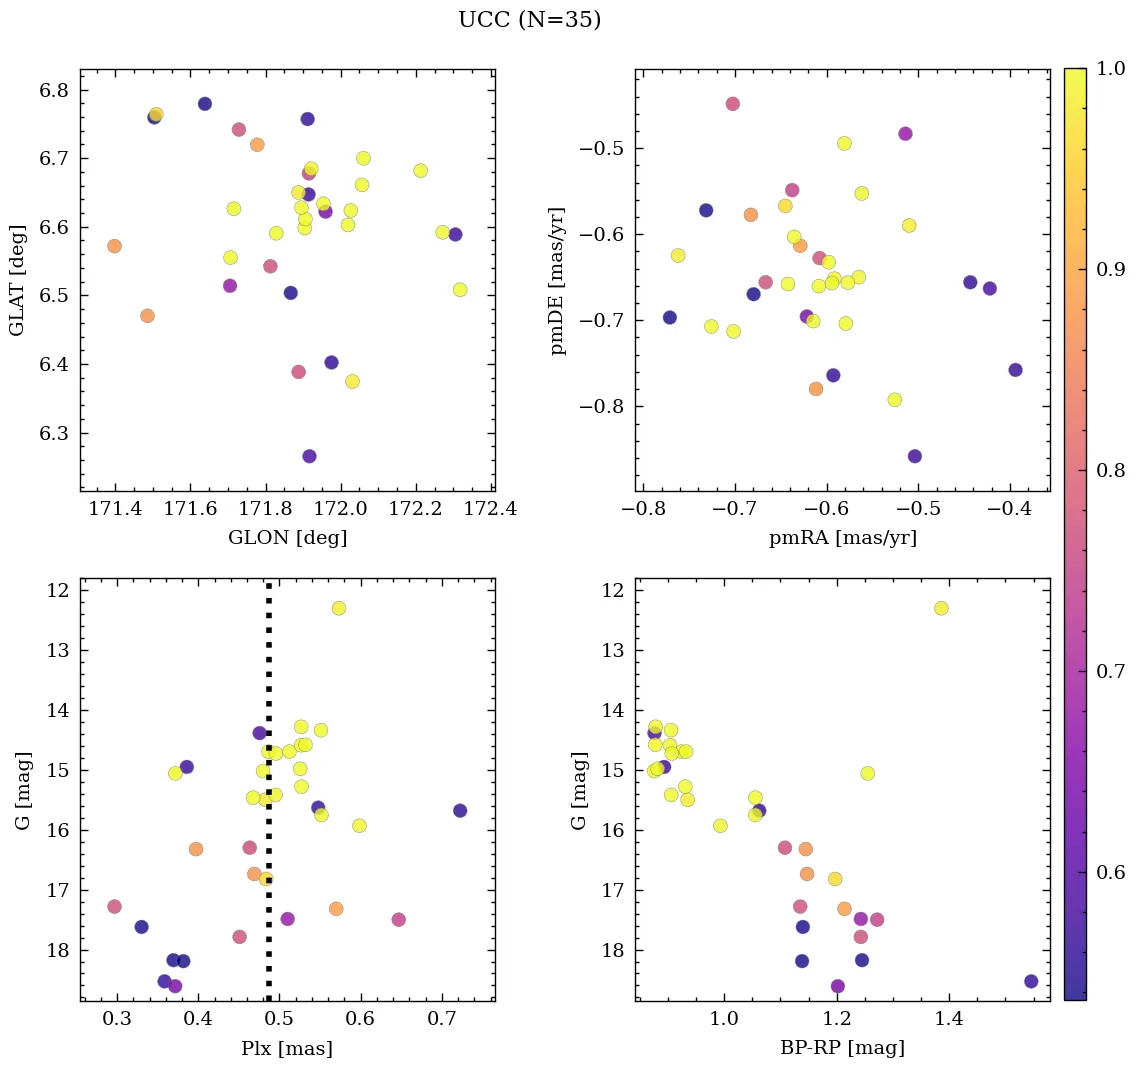 UCC (N=35)
6.8
6.7
6.6
6.5
6.4
6.3
GLAT [deg]
171.4 171.6 171.8 172.0 172.2 172.4
GLON [deg]
−0.5
−0.6
−0.7
−0.8
pmDE [mas/yr]
−0.8 −0.7 −0.6 −0.5 −0.4
pmRA [mas/yr]
12
13
14
15
16
17
18
G [mag]
0.3 0.4 0.5 0.6 0.7
Plx [mas]
12
13
14
15
16
17
18
G [mag]
1.0 1.2 1.4
BP-RP [mag]
1.0
0.9
0.8
0.7
0.6